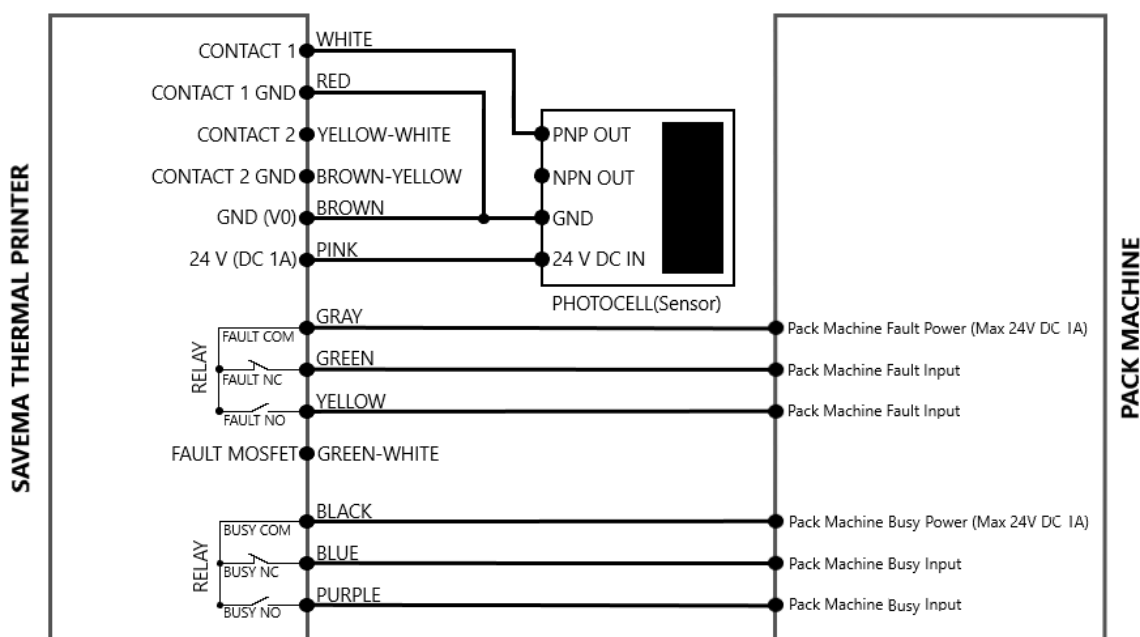 SAVEMA THERMAL PRINTER
CONTACT 1
WHITE
CONTACT 1 GND
RED
CONTACT 2
YELLOW-WHITE
CONTACT 2 GND
BROWN-YELLOW
GND (V0)
BROWN
24 V (DC 1A)
PINK
PNP OUT
NPN OUT
GND
24 V DC IN
PHOTOCELL(Sensor)
RELAY
FAULT COM
GRAY
Pack Machine Fault Power (Max 24V DC 1A)
FAULT NC
GREEN
Pack Machine Fault Input
FAULT NO
YELLOW
Pack Machine Fault Input
FAULT MOSFET
GREEN-WHITE
RELAY
BUSY COM
BLACK
Pack Machine Busy Power (Max 24V DC 1A)
BUSY NC
BLUE
Pack Machine Busy Input
BUSY NO
PURPLE
Pack Machine Busy Input
PACK MACHINE